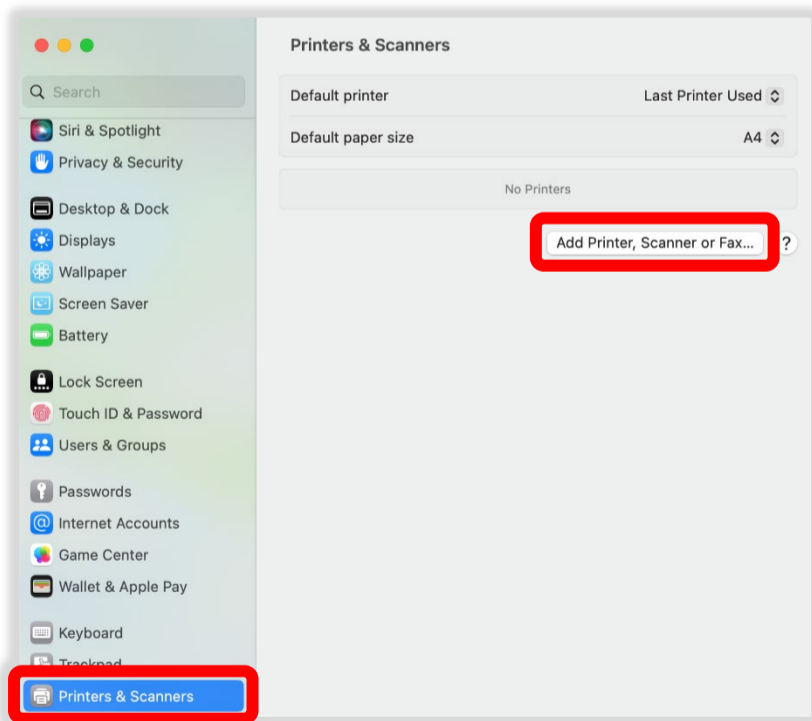 Printers & Scanners
Search
Default printer
Last Printer Used
Default paper size
A4
No Printers
Add Printer, Scanner or Fax...
?
Siri & Spotlight
Privacy & Security
Desktop & Dock
Displays
Wallpaper
Screen Saver
Battery
Lock Screen
Touch ID & Password
Users & Groups
Passwords
Internet Accounts
Game Center
Wallet & Apple Pay
Keyboard
Trackpad
Printers & Scanners